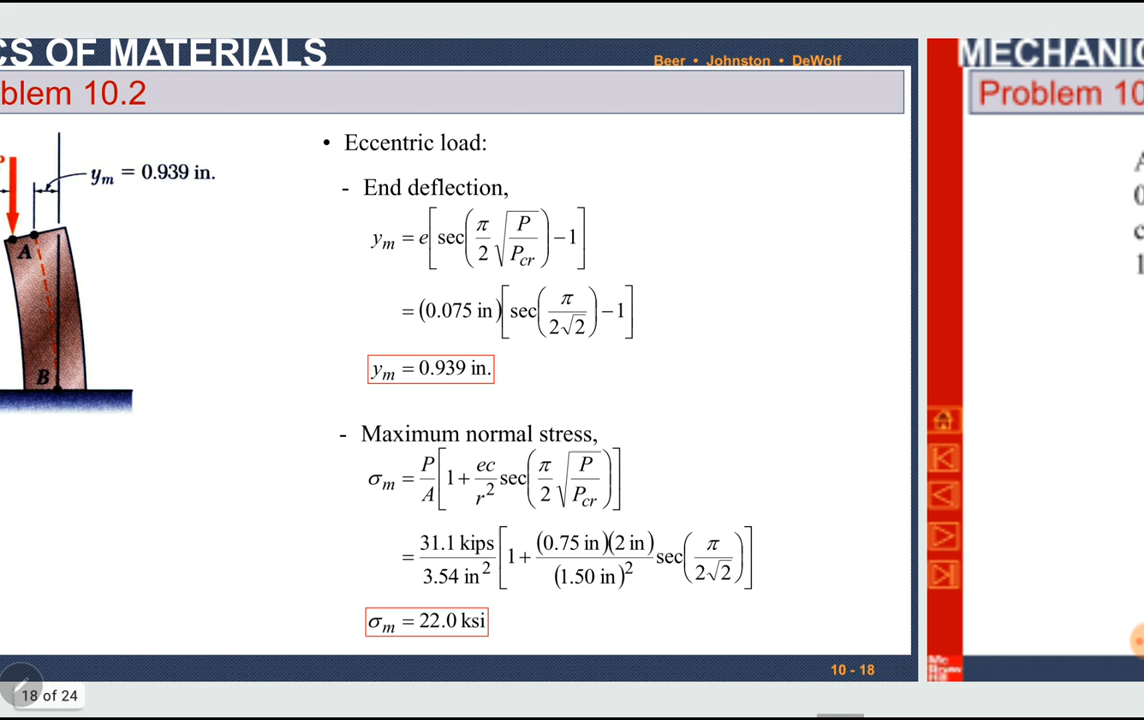 CS OF MATERIALS
Beer • Johnston • DeWolf
blem 10.2
MECHANIC
Problem 10
• Eccentric load:
- End deflection,
y_m = e[sec(π/2 √(P/P_cr)) − 1]
= (0.075 in)[sec(π/(2√2)) − 1]
y_m = 0.939 in.
- Maximum normal stress,
σ_m = P/A[1 + ec/r² sec(π/2 √(P/P_cr))]
= 31.1 kips/3.54 in²[1 + (0.75 in)(2 in)/(1.50 in)² sec(π/(2√2))]
σ_m = 22.0 ksi
P
y_m = 0.939 in.
A
B
10 - 18
18 of 24